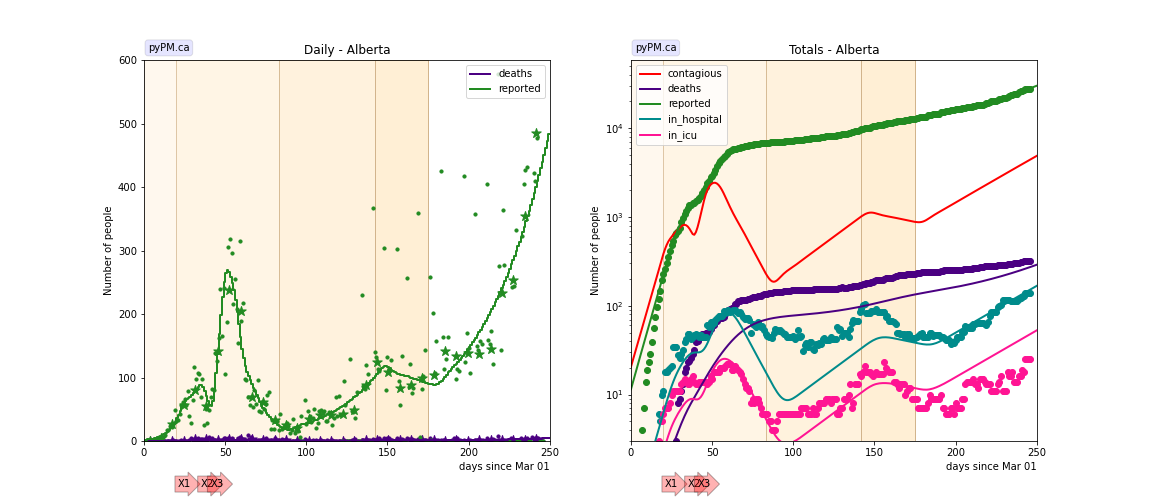 pyPM.ca
Daily - Alberta
600
500
400
300
200
100
0
Number of people
deaths
reported
0 50 100 150 200 250
days since Mar 01
X1 X2 X3
pyPM.ca
Totals - Alberta
10^4
10^3
10^2
10^1
Number of people
contagious
deaths
reported
in_hospital
in_icu
0 50 100 150 200 250
days since Mar 01
X1 X2 X3